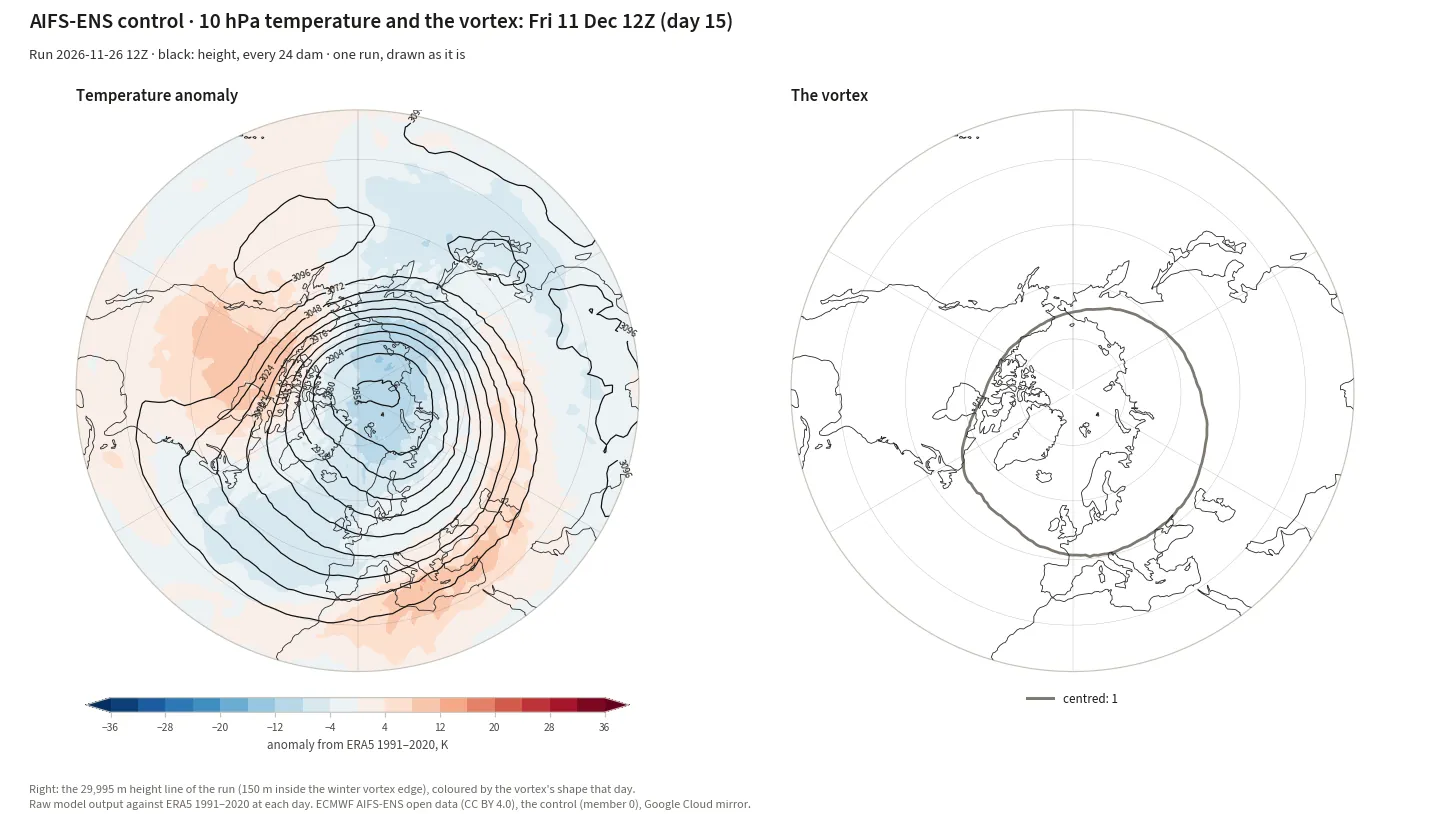 AIFS-ENS control · 10 hPa temperature and the vortex: Fri 11 Dec 12Z (day 15)
Run 2026-11-26 12Z · black: height, every 24 dam · one run, drawn as it is
Temperature anomaly
The vortex
3096
3096
3096
3072
3048
2976
3096
2904
3024
2856
2880
3096
centred: 1
−36 −28 −20 −12 −4 4 12 20 28 36
anomaly from ERA5 1991–2020, K
Right: the 29,995 m height line of the run (150 m inside the winter vortex edge), coloured by the vortex's shape that day.
Raw model output against ERA5 1991–2020 at each day. ECMWF AIFS-ENS open data (CC BY 4.0), the control (member 0), Google Cloud mirror.